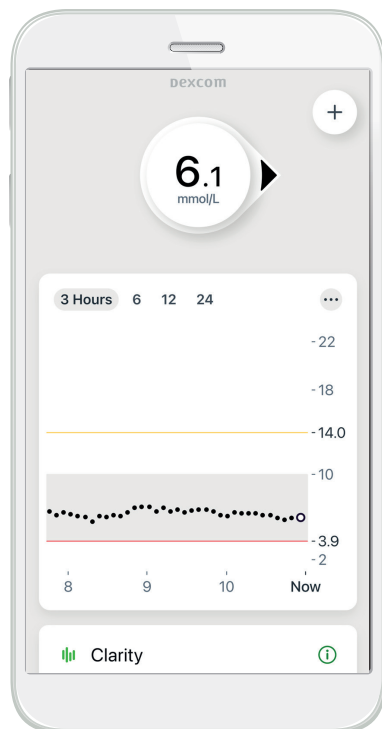 Dexcom
+
6.1
mmol/L
3 Hours 6 12 24
-22
-18
-14.0
-10
-3.9
-2
8 9 10 Now
Clarity